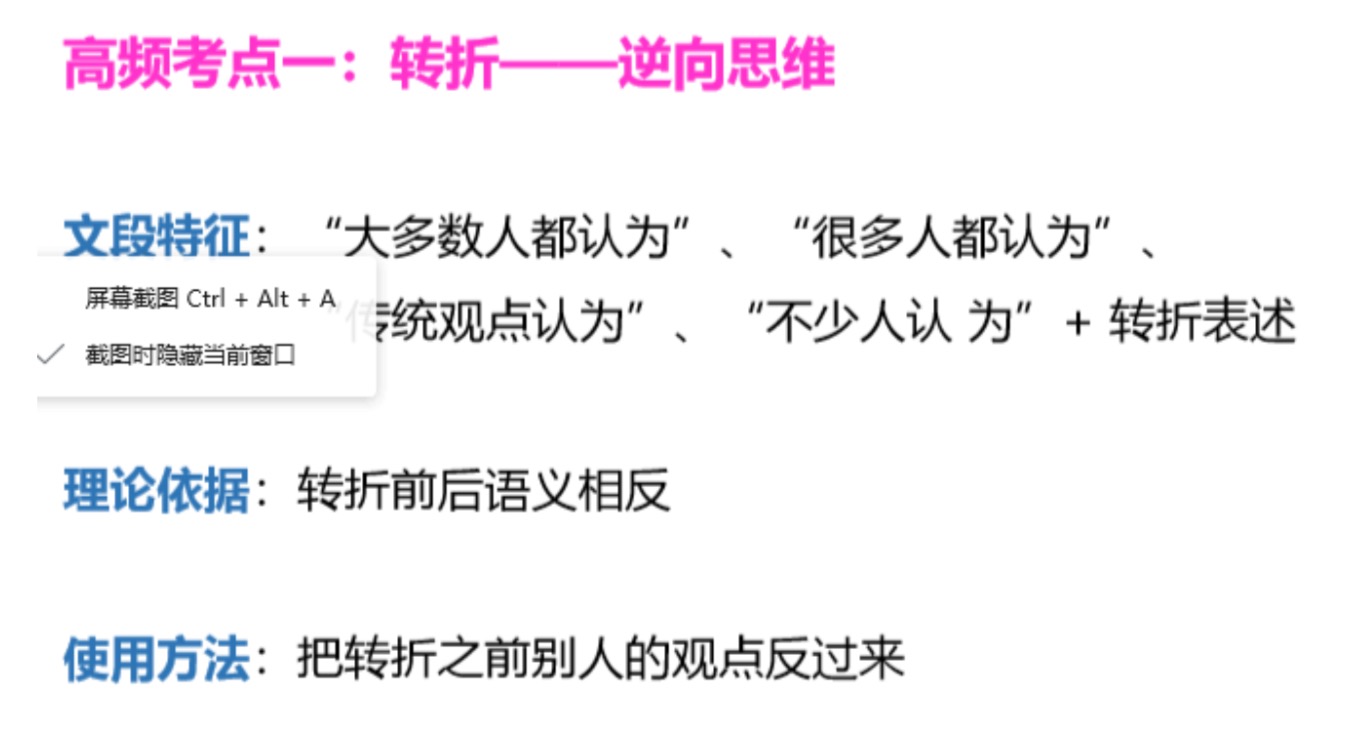 高频考点一：转折——逆向思维
文段特征：“大多数人都认为”、“很多人都认为”、
屏幕截图 Ctrl + Alt + A
“传统观点认为”、“不少人认 为” + 转折表述
截图时隐藏当前窗口
理论依据：转折前后语义相反
使用方法：把转折之前别人的观点反过来